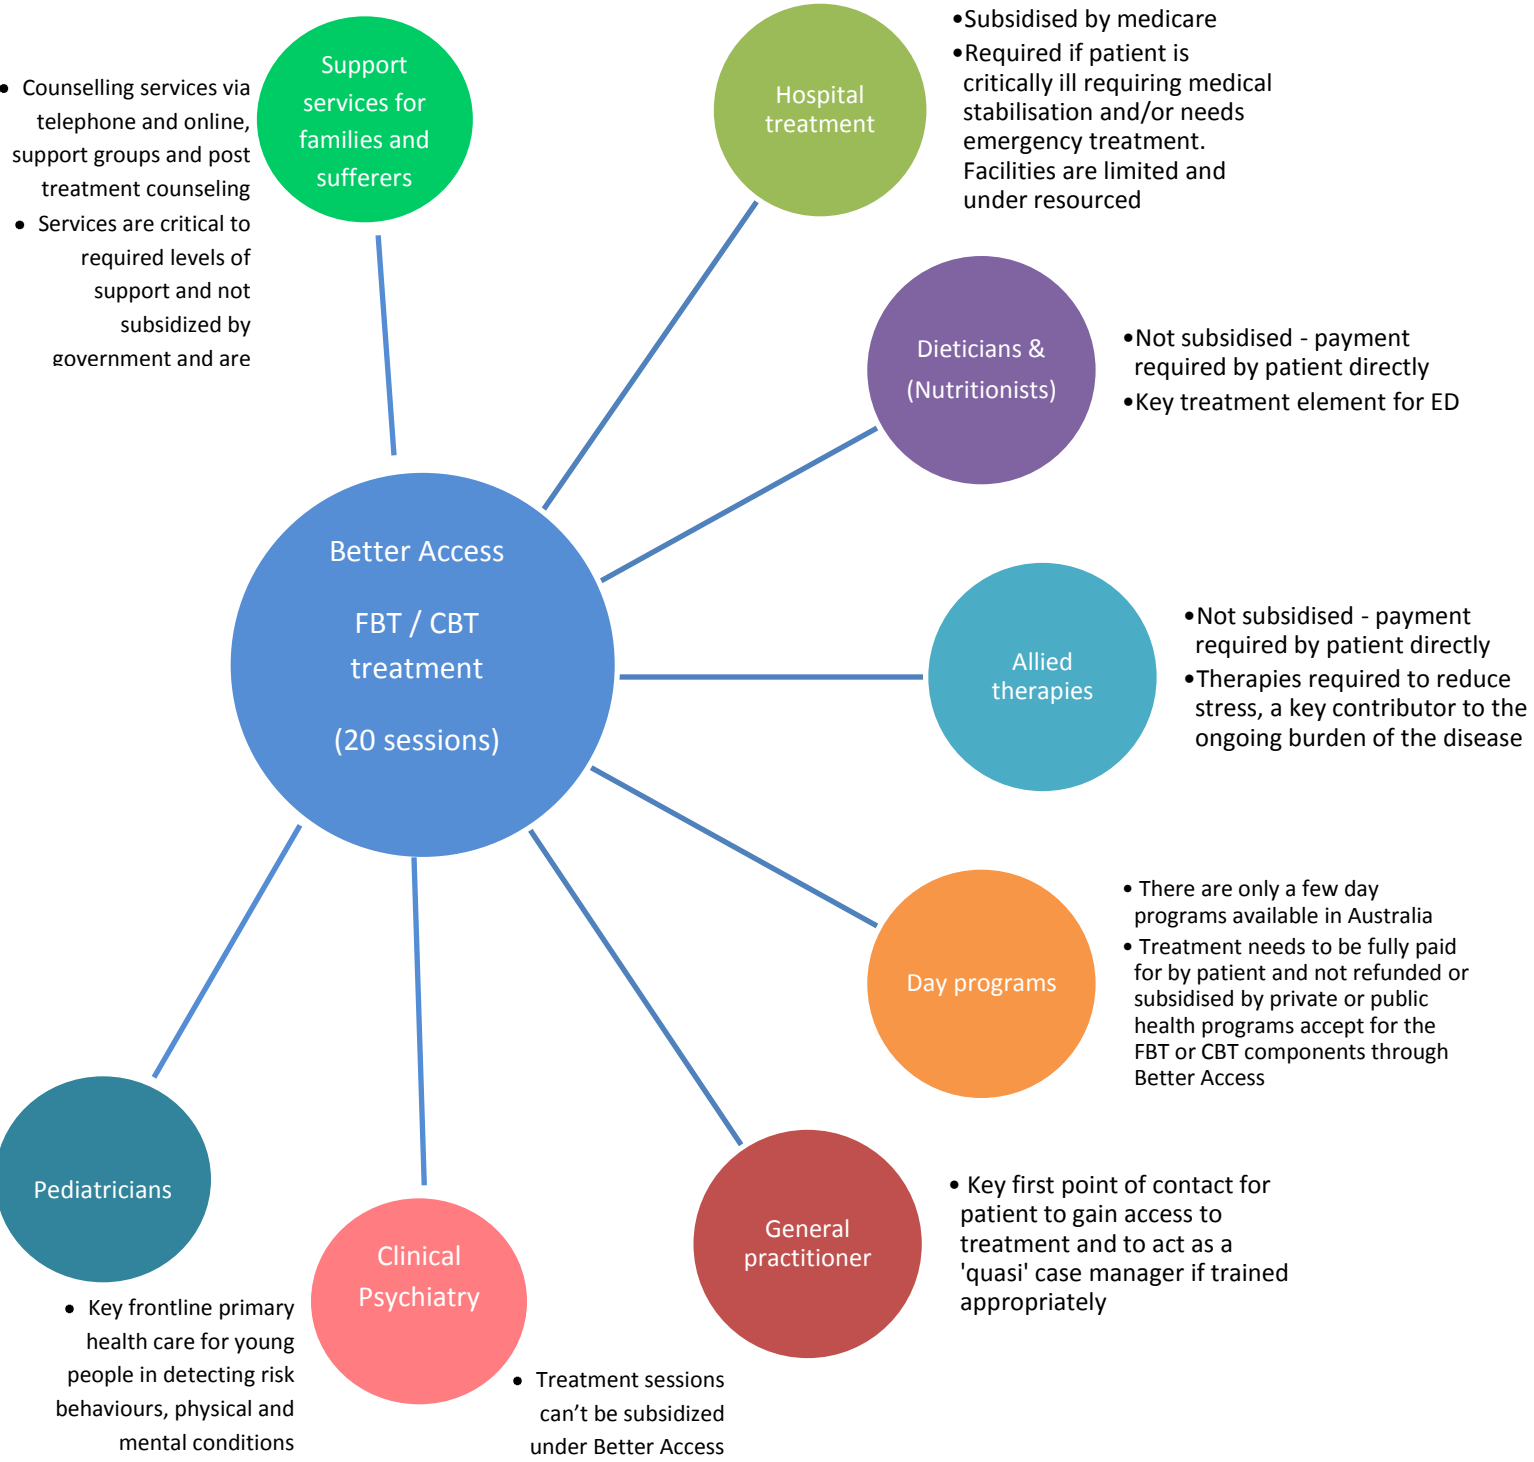 Support
services for
families and
sufferers
• Counselling services via
telephone and online,
support groups and post
treatment counseling
• Services are critical to
required levels of
support and not
subsidized by
government and are
Hospital
treatment
•Subsidised by medicare
•Required if patient is
critically ill requiring medical
stabilisation and/or needs
emergency treatment.
Facilities are limited and
under resourced
Dieticians &
(Nutritionists)
•Not subsidised - payment
required by patient directly
•Key treatment element for ED
Better Access
FBT / CBT
treatment
(20 sessions)
Allied
therapies
•Not subsidised - payment
required by patient directly
•Therapies required to reduce
stress, a key contributor to the
ongoing burden of the disease
Day programs
• There are only a few day
programs available in Australia
• Treatment needs to be fully paid
for by patient and not refunded or
subsidised by private or public
health programs accept for the
FBT or CBT components through
Better Access
General
practitioner
• Key first point of contact for
patient to gain access to
treatment and to act as a
'quasi' case manager if trained
appropriately
Clinical
Psychiatry
• Treatment sessions
can’t be subsidized
under Better Access
Pediatricians
• Key frontline primary
health care for young
people in detecting risk
behaviours, physical and
mental conditions